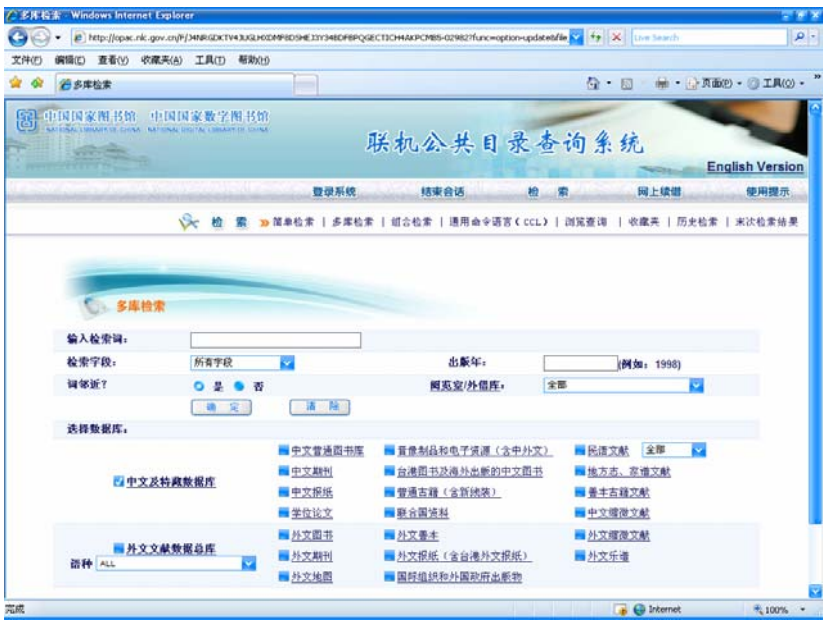 多库检索 - Windows Internet Explorer
Live Search
文件(F) 编辑(E) 查看(V) 收藏夹(A) 工具(T) 帮助(H)
多库检索 页面(P) 工具(O)
中国国家图书馆 中国国家数字图书馆
NATIONAL LIBRARY OF CHINA NATIONAL DIGITAL LIBRARY OF CHINA
联机公共目录查询系统
English Version
登录系统 结束会话 检 索 网上续借 使用提示
检 索 简单检索 | 多库检索 | 组合检索 | 通用命令语言(CCL) | 浏览查询 | 收藏夹 | 历史检索 | 末次检索结果
多库检索
输入检索词:
检索字段: 所有字段 出版年: (例如: 1998)
词邻近? 是 否 阅览室/外借库: 全部
确 定 清 除
选择数据库:
中文普通图书库 音像制品和电子资源(含中外文) 民语文献 全部
中文期刊 台港图书及海外出版的中文图书 地方志、家谱文献
中文及特藏数据库
中文报纸 普通古籍(含新线装) 善本古籍文献
学位论文 联合国资料 中文缩微文献
外文图书 外文善本 外文缩微文献
外文文献数据总库
语种 ALL
外文期刊 外文报纸(含台港外文报纸) 外文乐谱
外文地图 国际组织和外国政府出版物
完成 Internet 100%